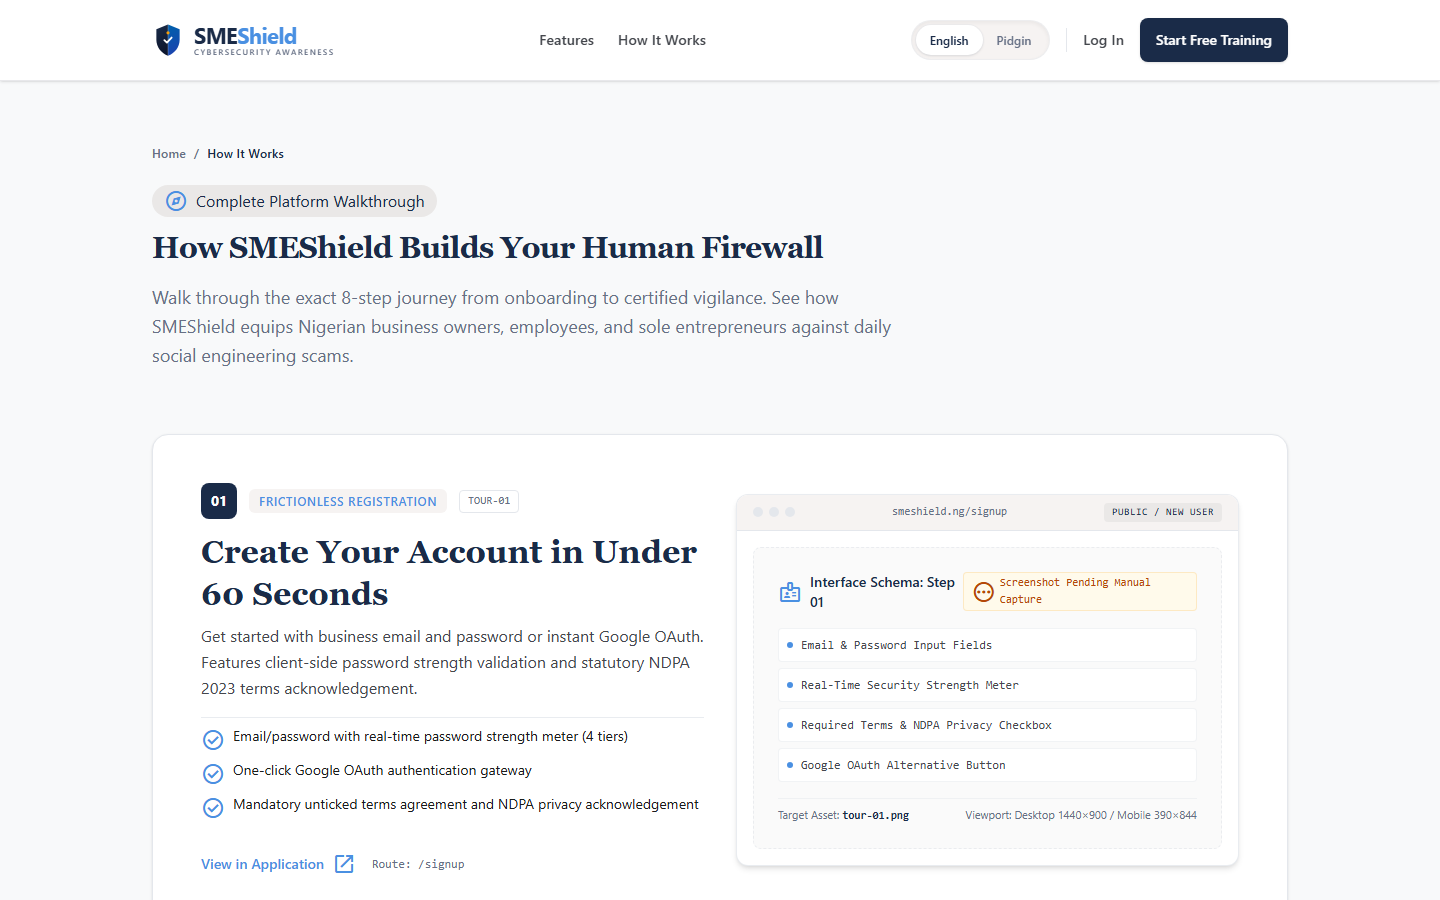 SMEShield
CYBERSECURITY AWARENESS
Features
How It Works
English
Pidgin
Log In
Start Free Training
Home / How It Works
Complete Platform Walkthrough
How SMEShield Builds Your Human Firewall
Walk through the exact 8-step journey from onboarding to certified vigilance. See how
SMEShield equips Nigerian business owners, employees, and sole entrepreneurs against daily
social engineering scams.
01
FRICTIONLESS REGISTRATION
TOUR-01
Create Your Account in Under
60 Seconds
Get started with business email and password or instant Google OAuth.
Features client-side password strength validation and statutory NDPA
2023 terms acknowledgement.
Email/password with real-time password strength meter (4 tiers)
One-click Google OAuth authentication gateway
Mandatory unticked terms agreement and NDPA privacy acknowledgement
View in Application
Route: /signup
smeshield.ng/signup
PUBLIC / NEW USER
Interface Schema: Step
01
Screenshot Pending Manual
Capture
Email & Password Input Fields
Real-Time Security Strength Meter
Required Terms & NDPA Privacy Checkbox
Google OAuth Alternative Button
Target Asset: tour-01.png
Viewport: Desktop 1440×900 / Mobile 390×844